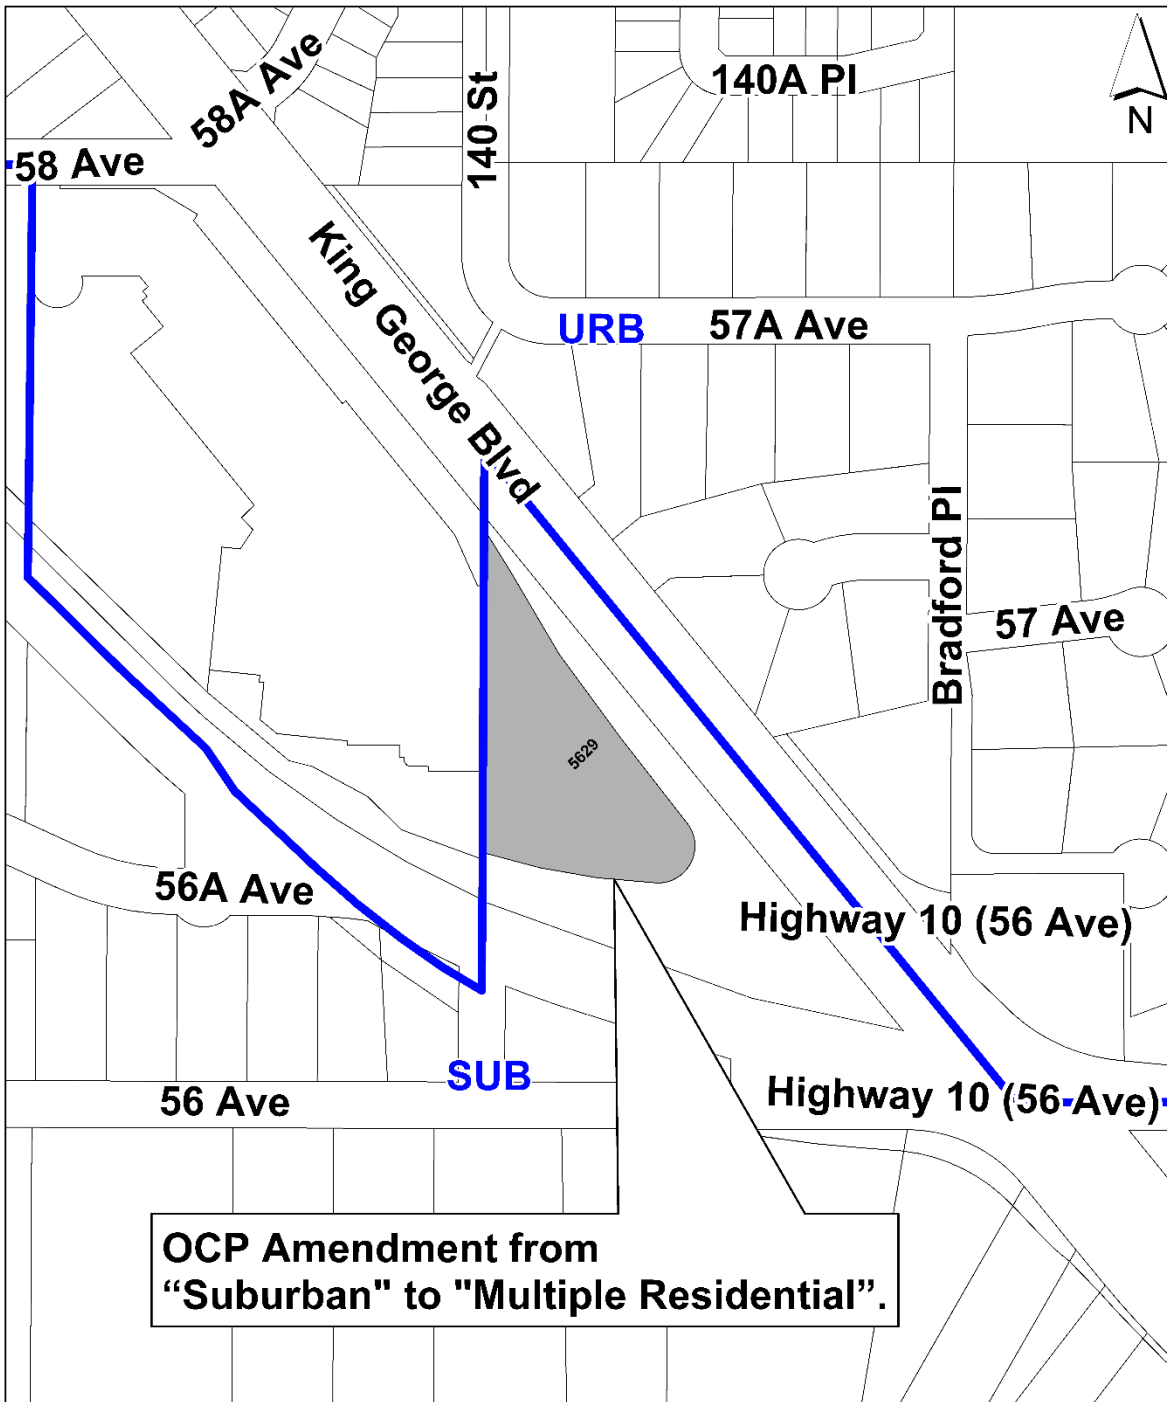 58A Ave
140 St
140A Pl
N
58 Ave
King George Blvd
URB
57A Ave
Bradford Pl
57 Ave
5629
56A Ave
Highway 10 (56 Ave)
SUB
56 Ave
Highway 10 (56 Ave)
OCP Amendment from
“Suburban" to "Multiple Residential”.